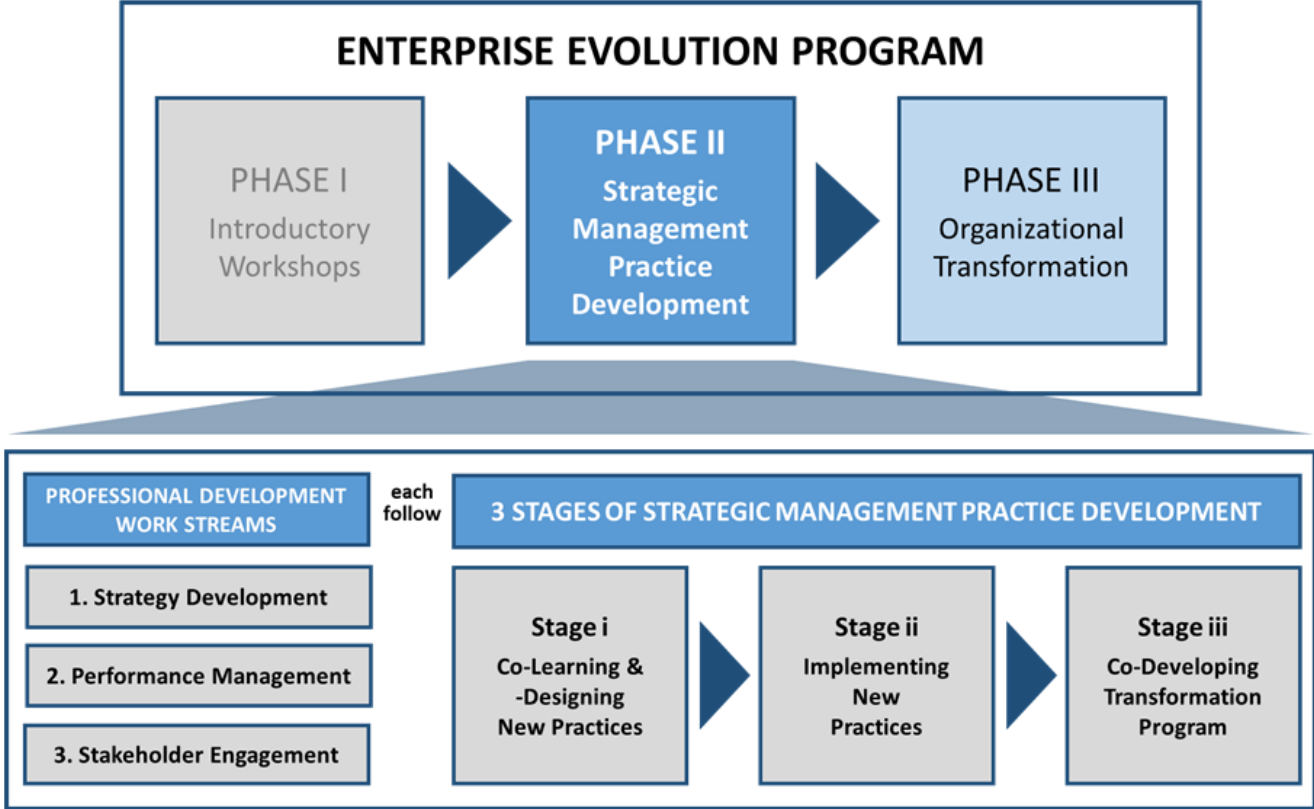 ENTERPRISE EVOLUTION PROGRAM
PHASE I
Introductory
Workshops
PHASE II
Strategic
Management
Practice
Development
PHASE III
Organizational
Transformation
PROFESSIONAL DEVELOPMENT
WORK STREAMS
each
follow
3 STAGES OF STRATEGIC MANAGEMENT PRACTICE DEVELOPMENT
1. Strategy Development
2. Performance Management
3. Stakeholder Engagement
Stage i
Co-Learning &
-Designing
New Practices
Stage ii
Implementing
New
Practices
Stage iii
Co-Developing
Transformation
Program